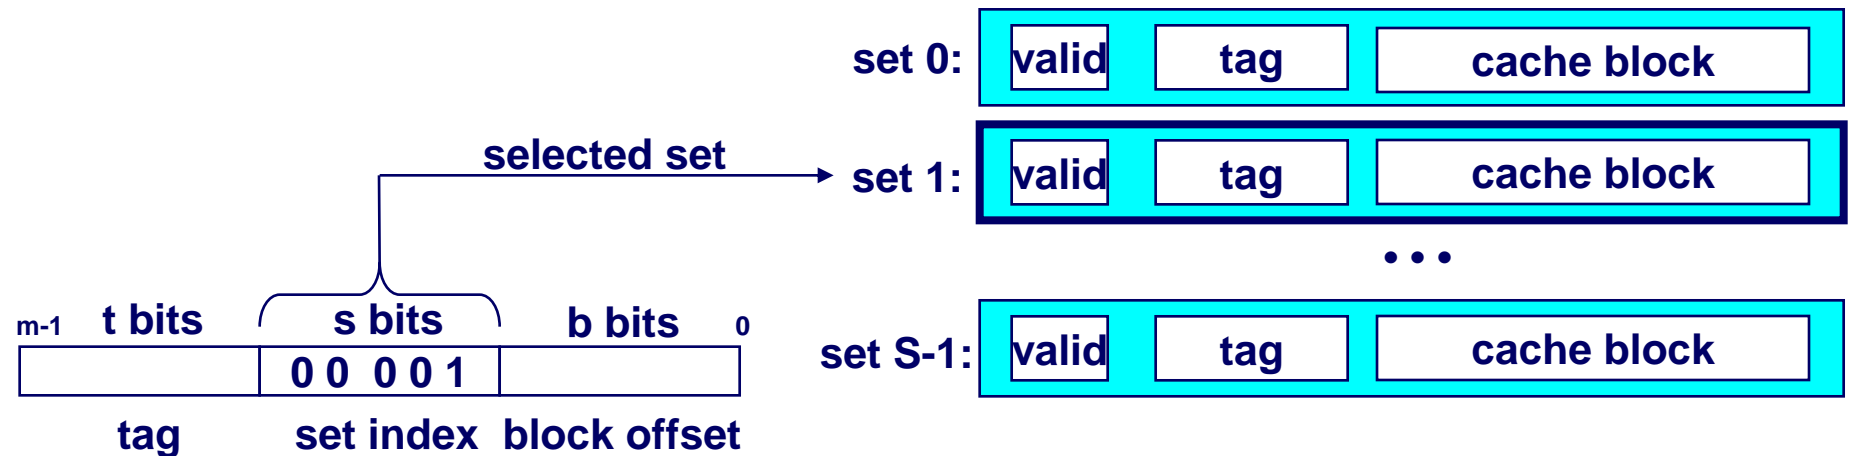 set 0: valid tag cache block
selected set
set 1: valid tag cache block
• • •
m-1 t bits s bits b bits 0
set S-1: valid tag cache block
0 0 0 0 1
tag set index block offset